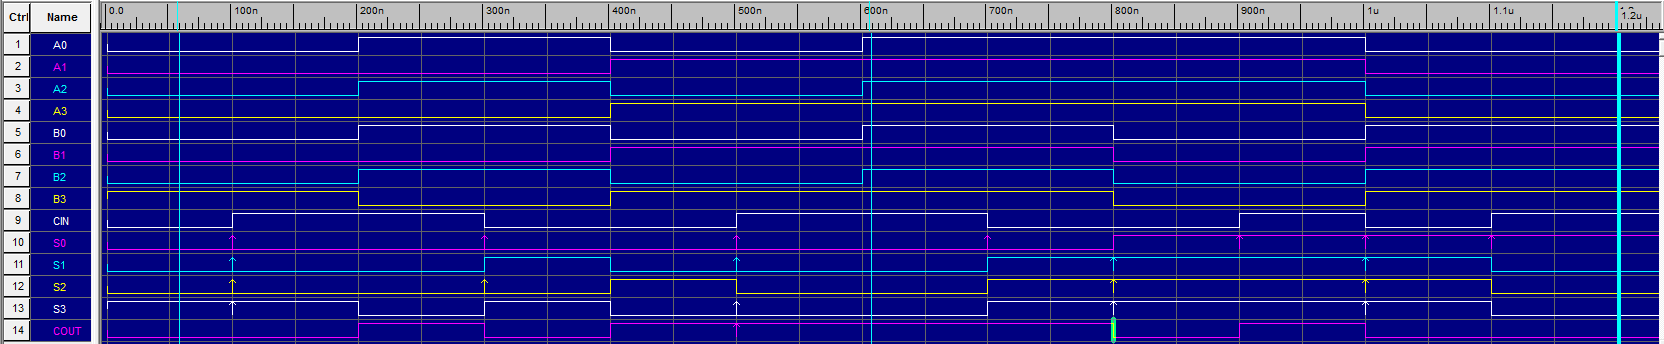 Ctrl Name 0.0 100n 200n 300n 400n 500n 600n 700n 800n 900n 1u 1.1u 1.2u
1 A0
2 A1
3 A2
4 A3
5 B0
6 B1
7 B2
8 B3
9 CIN
10 S0
11 S1
12 S2
13 S3
14 COUT